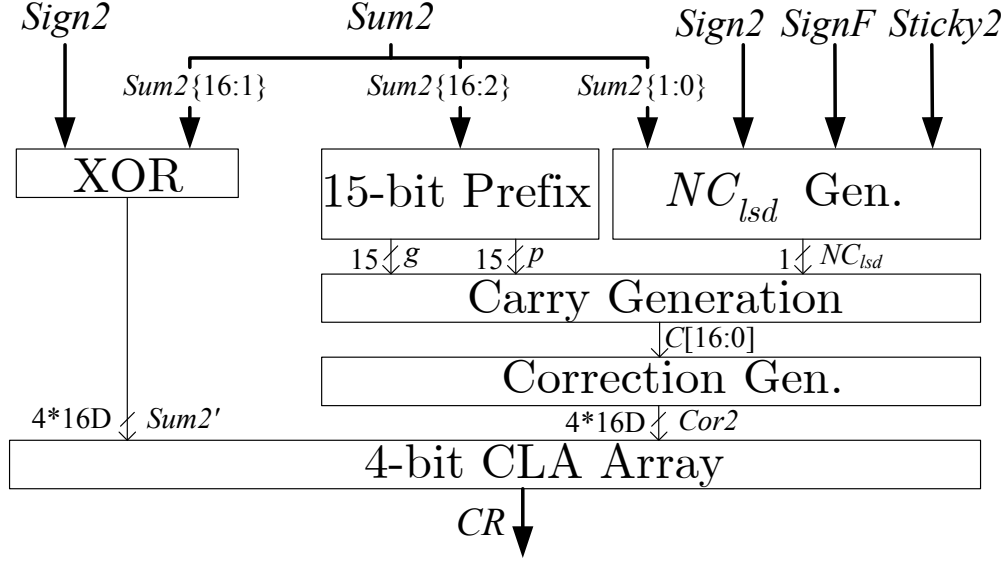 Sign2 Sum2 Sign2 SignF Sticky2
Sum2{16:1} Sum2{16:2} Sum2{1:0}
XOR 15-bit Prefix NC_lsd Gen.
15 g 15 p 1 NC_lsd
Carry Generation
C[16:0]
Correction Gen.
4*16D Sum2' 4*16D Cor2
4-bit CLA Array
CR